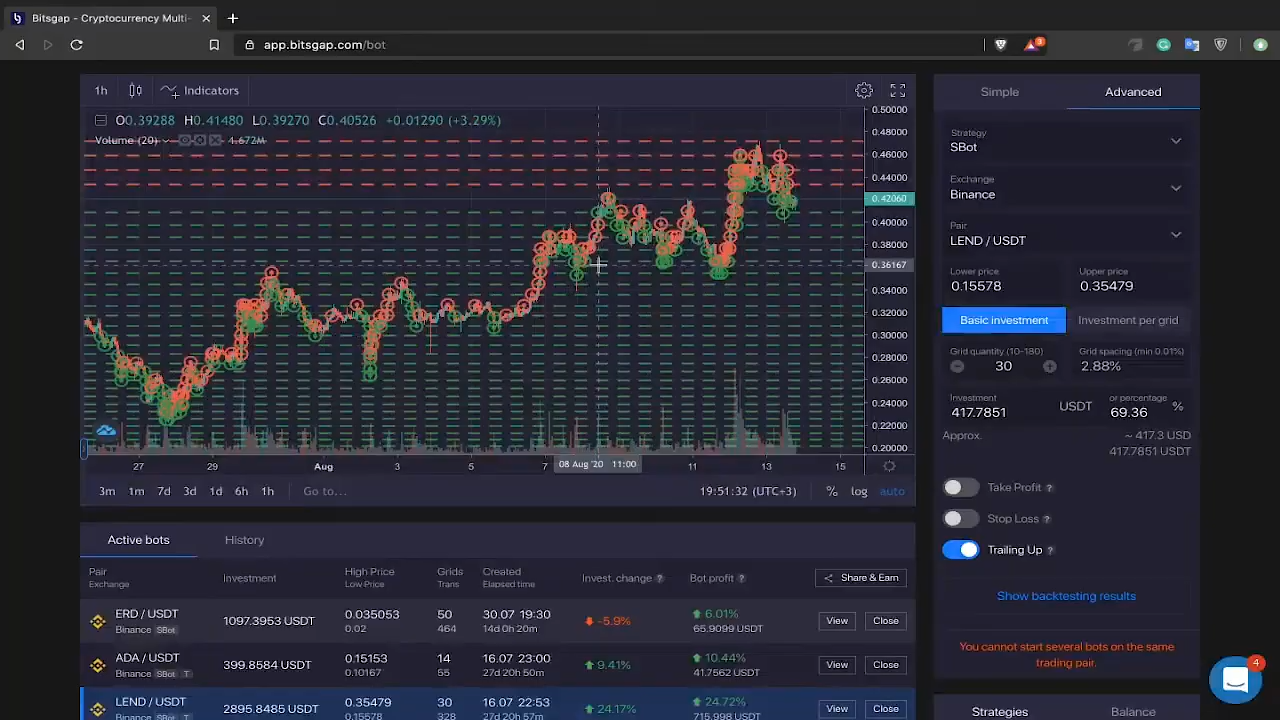 Bitsgap - Cryptocurrency Multi-
app.bitsgap.com/bot
3
1h
Indicators
O0.39288 H0.41480 L0.39270 C0.40526 +0.01290 (+3.29%)
Volume (20) 1.672M
0.50000
0.48000
0.46000
0.44000
0.42060
0.40000
0.38000
0.36167
0.34000
0.32000
0.30000
0.28000
0.26000
0.24000
0.22000
0.20000
27 29 Aug 3 5 7 08 Aug '20 11:00 11 13 15
3m 1m 7d 3d 1d 6h 1h Go to...
19:51:32 (UTC+3) % log auto
Simple Advanced
Strategy
SBot
Exchange
Binance
Pair
LEND / USDT
Lower price Upper price
0.15578 0.35479
Basic investment Investment per grid
Grid quantity (10-180) Grid spacing (min 0.01%)
30 2.88%
Investment or percentage
417.7851 USDT 69.36 %
Approx. ~ 417.3 USD
417.7851 USDT
Take Profit ?
Stop Loss ?
Trailing Up ?
Show backtesting results
You cannot start several bots on the same
trading pair.
Strategies Balance
4
Active bots History
Pair Investment High Price Grids Created Invest. change ? Bot profit ? Share & Earn
Exchange Low Price Trans Elapsed time
ERD / USDT 1097.3953 USDT 0.035053 50 30.07 19:30 -5.9% 6.01% View Close
Binance SBot 0.02 464 14d 0h 20m 65.9099 USDT
ADA / USDT 399.8584 USDT 0.15153 14 16.07 23:00 9.41% 10.44% View Close
Binance SBot T 0.10167 55 27d 20h 50m 41.7562 USDT
LEND / USDT 2895.8485 USDT 0.35479 30 16.07 22:53 24.17% 24.72% View Close
Binance SBot T 0.15578 328 27d 20h 57m 715.998 USDT